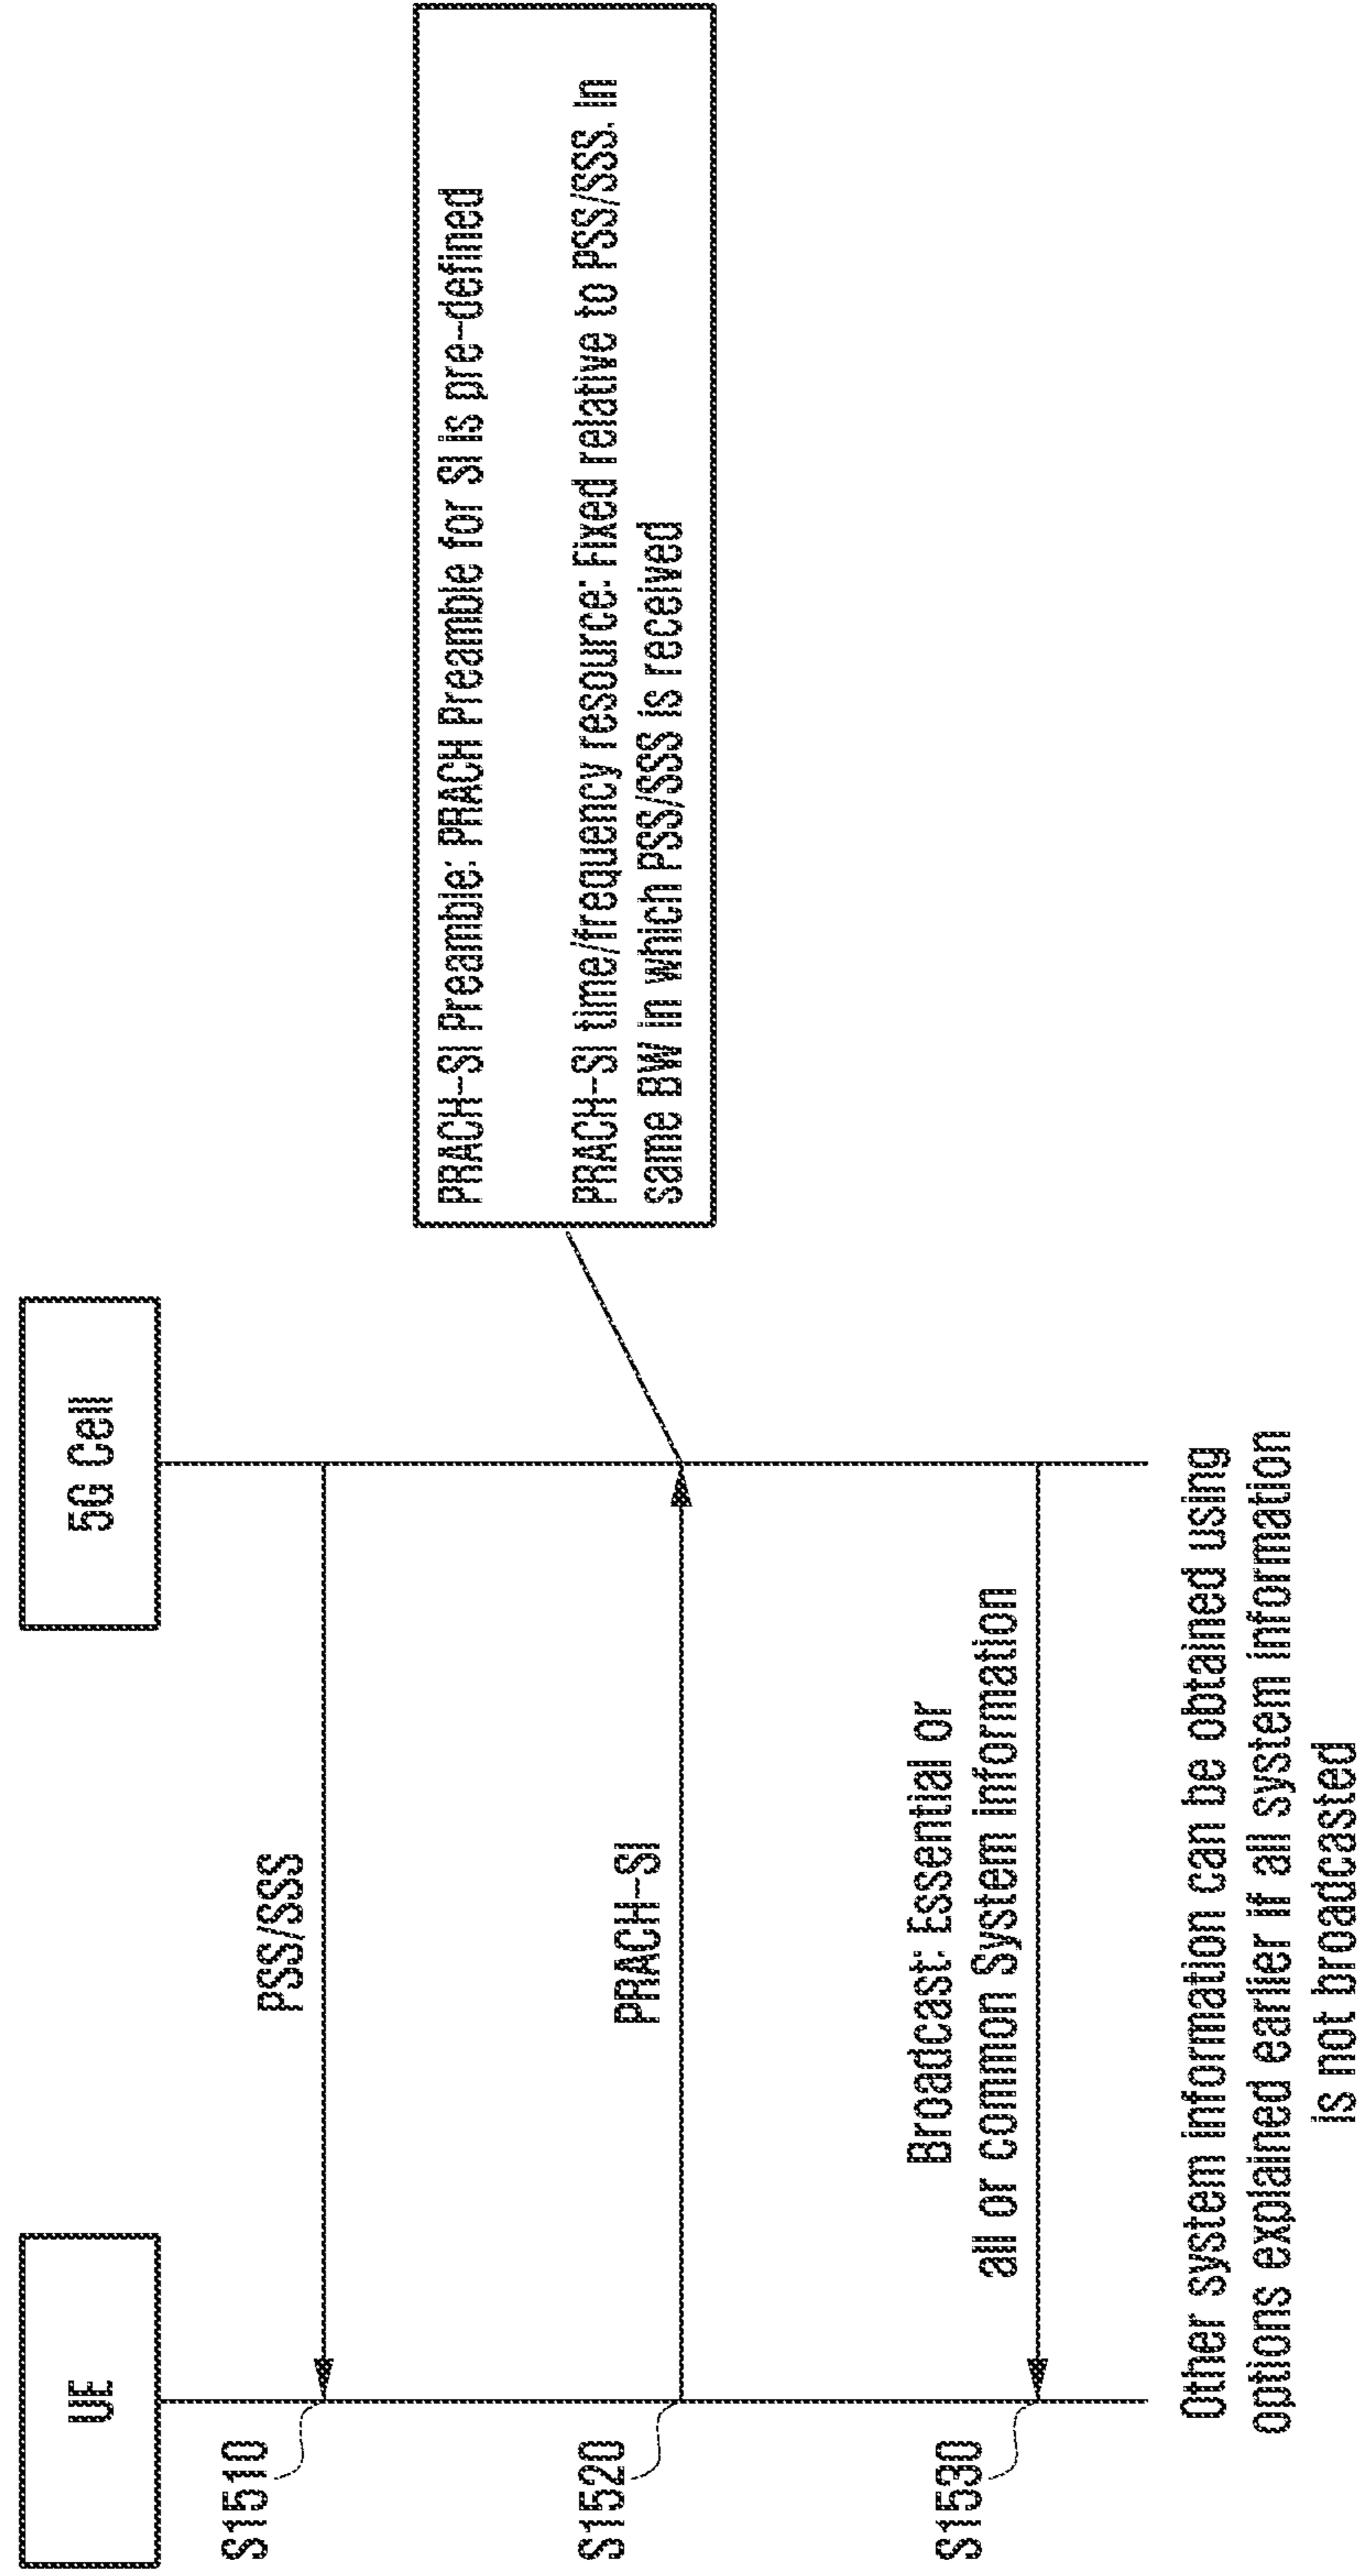 UE
5G Cell
S1510
PSS/SSS
S1520
PRACH-SI
PRACH-SI Preamble: PRACH Preamble for SI is pre-defined
PRACH-SI time/frequency resource: Fixed relative to PSS/SSS. In
same BW in which PSS/SSS is received
S1530
Broadcast: Essential or
all or common System information
Other system information can be obtained using
options explained earlier if all system information
is not broadcasted